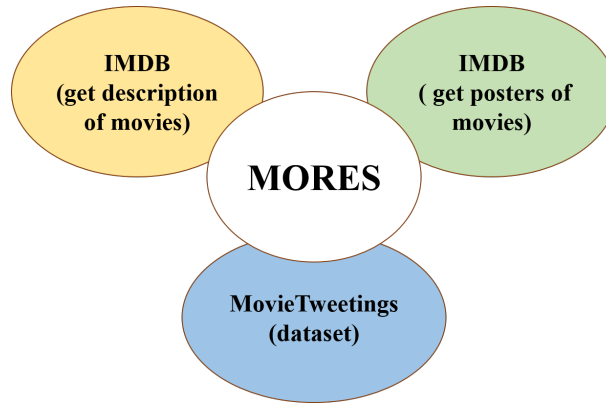 IMDB
(get description
of movies)
IMDB
( get posters of
movies)
MORES
MovieTweetings
(dataset)